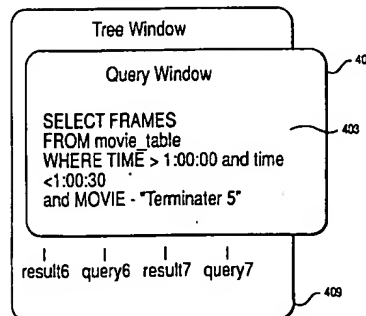 Tree Window
Query Window
SELECT FRAMES
FROM movie_table
WHERE TIME > 1:00:00 and time
<1:00:30
and MOVIE - "Terminater 5"
403
result6 query6 result7 query7
409